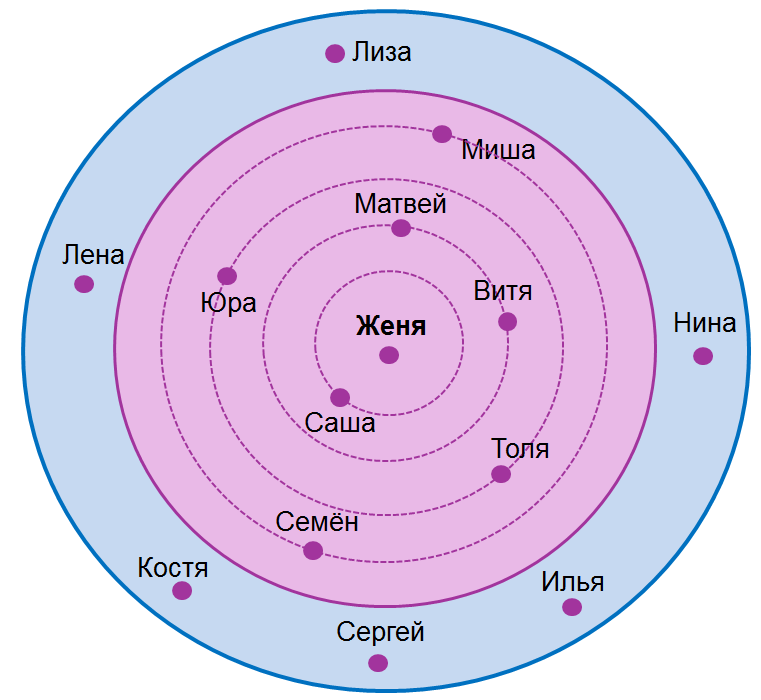 Лиза
Миша
Матвей
Лена
Юра
Витя
Женя
Нина
Саша
Толя
Семён
Костя
Илья
Сергей